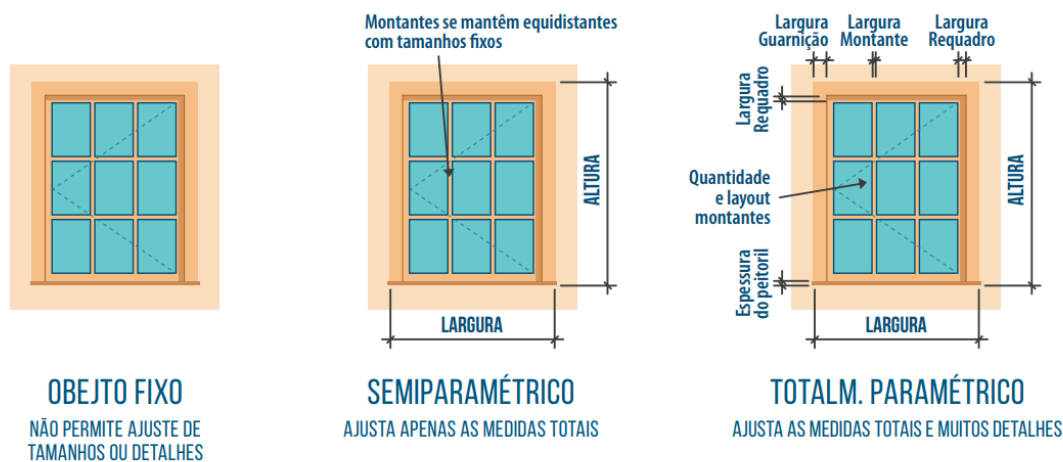 Montantes se mantêm equidistantes
com tamanhos fixos
ALTURA
LARGURA
Largura
Guarnição
Largura
Montante
Largura
Requadro
Largura
Requadro
Quantidade
e layout
montantes
Espessura
do peitoril
ALTURA
LARGURA
OBEJTO FIXO
NÃO PERMITE AJUSTE DE
TAMANHOS OU DETALHES
SEMIPARAMÉTRICO
AJUSTA APENAS AS MEDIDAS TOTAIS
TOTALM. PARAMÉTRICO
AJUSTA AS MEDIDAS TOTAIS E MUITOS DETALHES